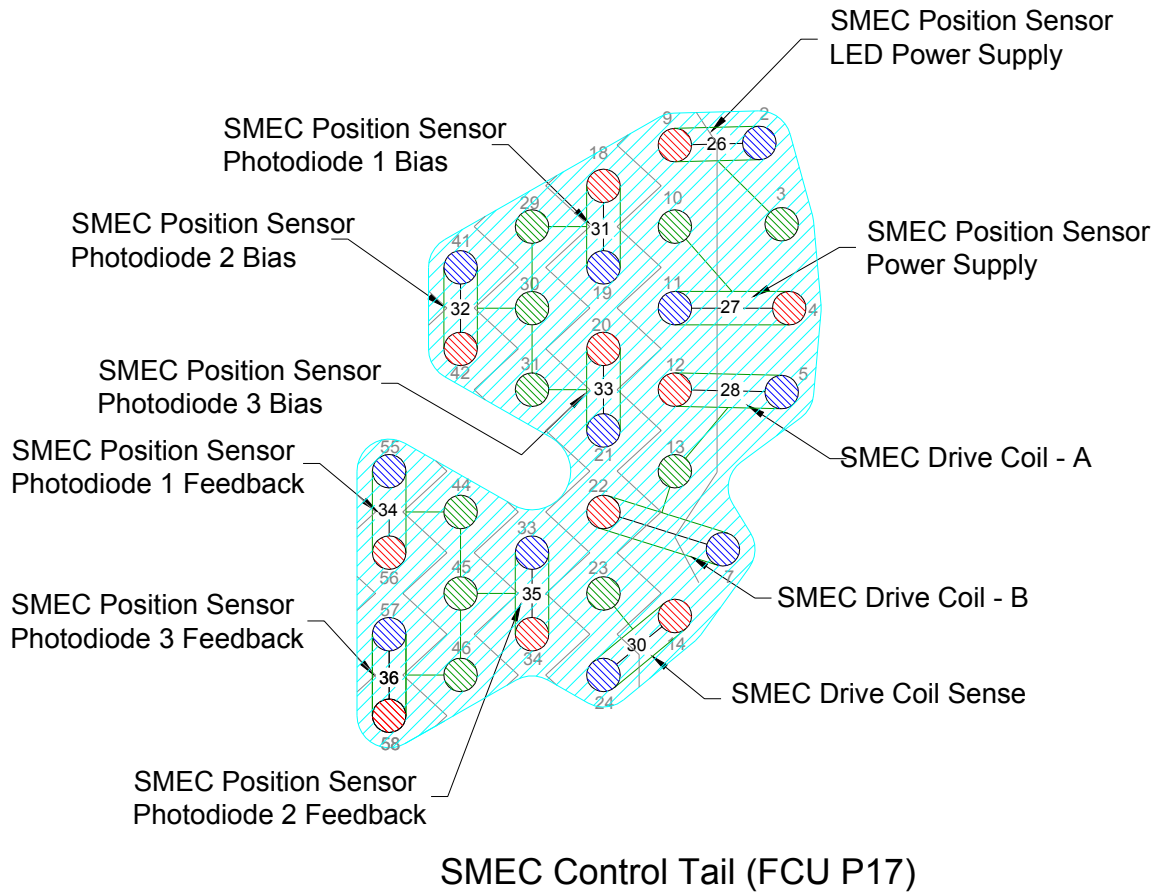 SMEC Position Sensor
LED Power Supply
9
2
26
SMEC Position Sensor
Photodiode 1 Bias
18
29
10
3
31
SMEC Position Sensor
Photodiode 2 Bias
41
SMEC Position Sensor
Power Supply
19
30
11
32
27
4
20
42
31
12
SMEC Position Sensor
Photodiode 3 Bias
33
28
5
21
13
SMEC Drive Coil - A
SMEC Position Sensor
Photodiode 1 Feedback
55
44
22
34
33
56
45
23
7
SMEC Drive Coil - B
SMEC Position Sensor
Photodiode 3 Feedback
57
35
46
34
14
30
36
24
SMEC Drive Coil Sense
58
SMEC Position Sensor
Photodiode 2 Feedback
SMEC Control Tail (FCU P17)